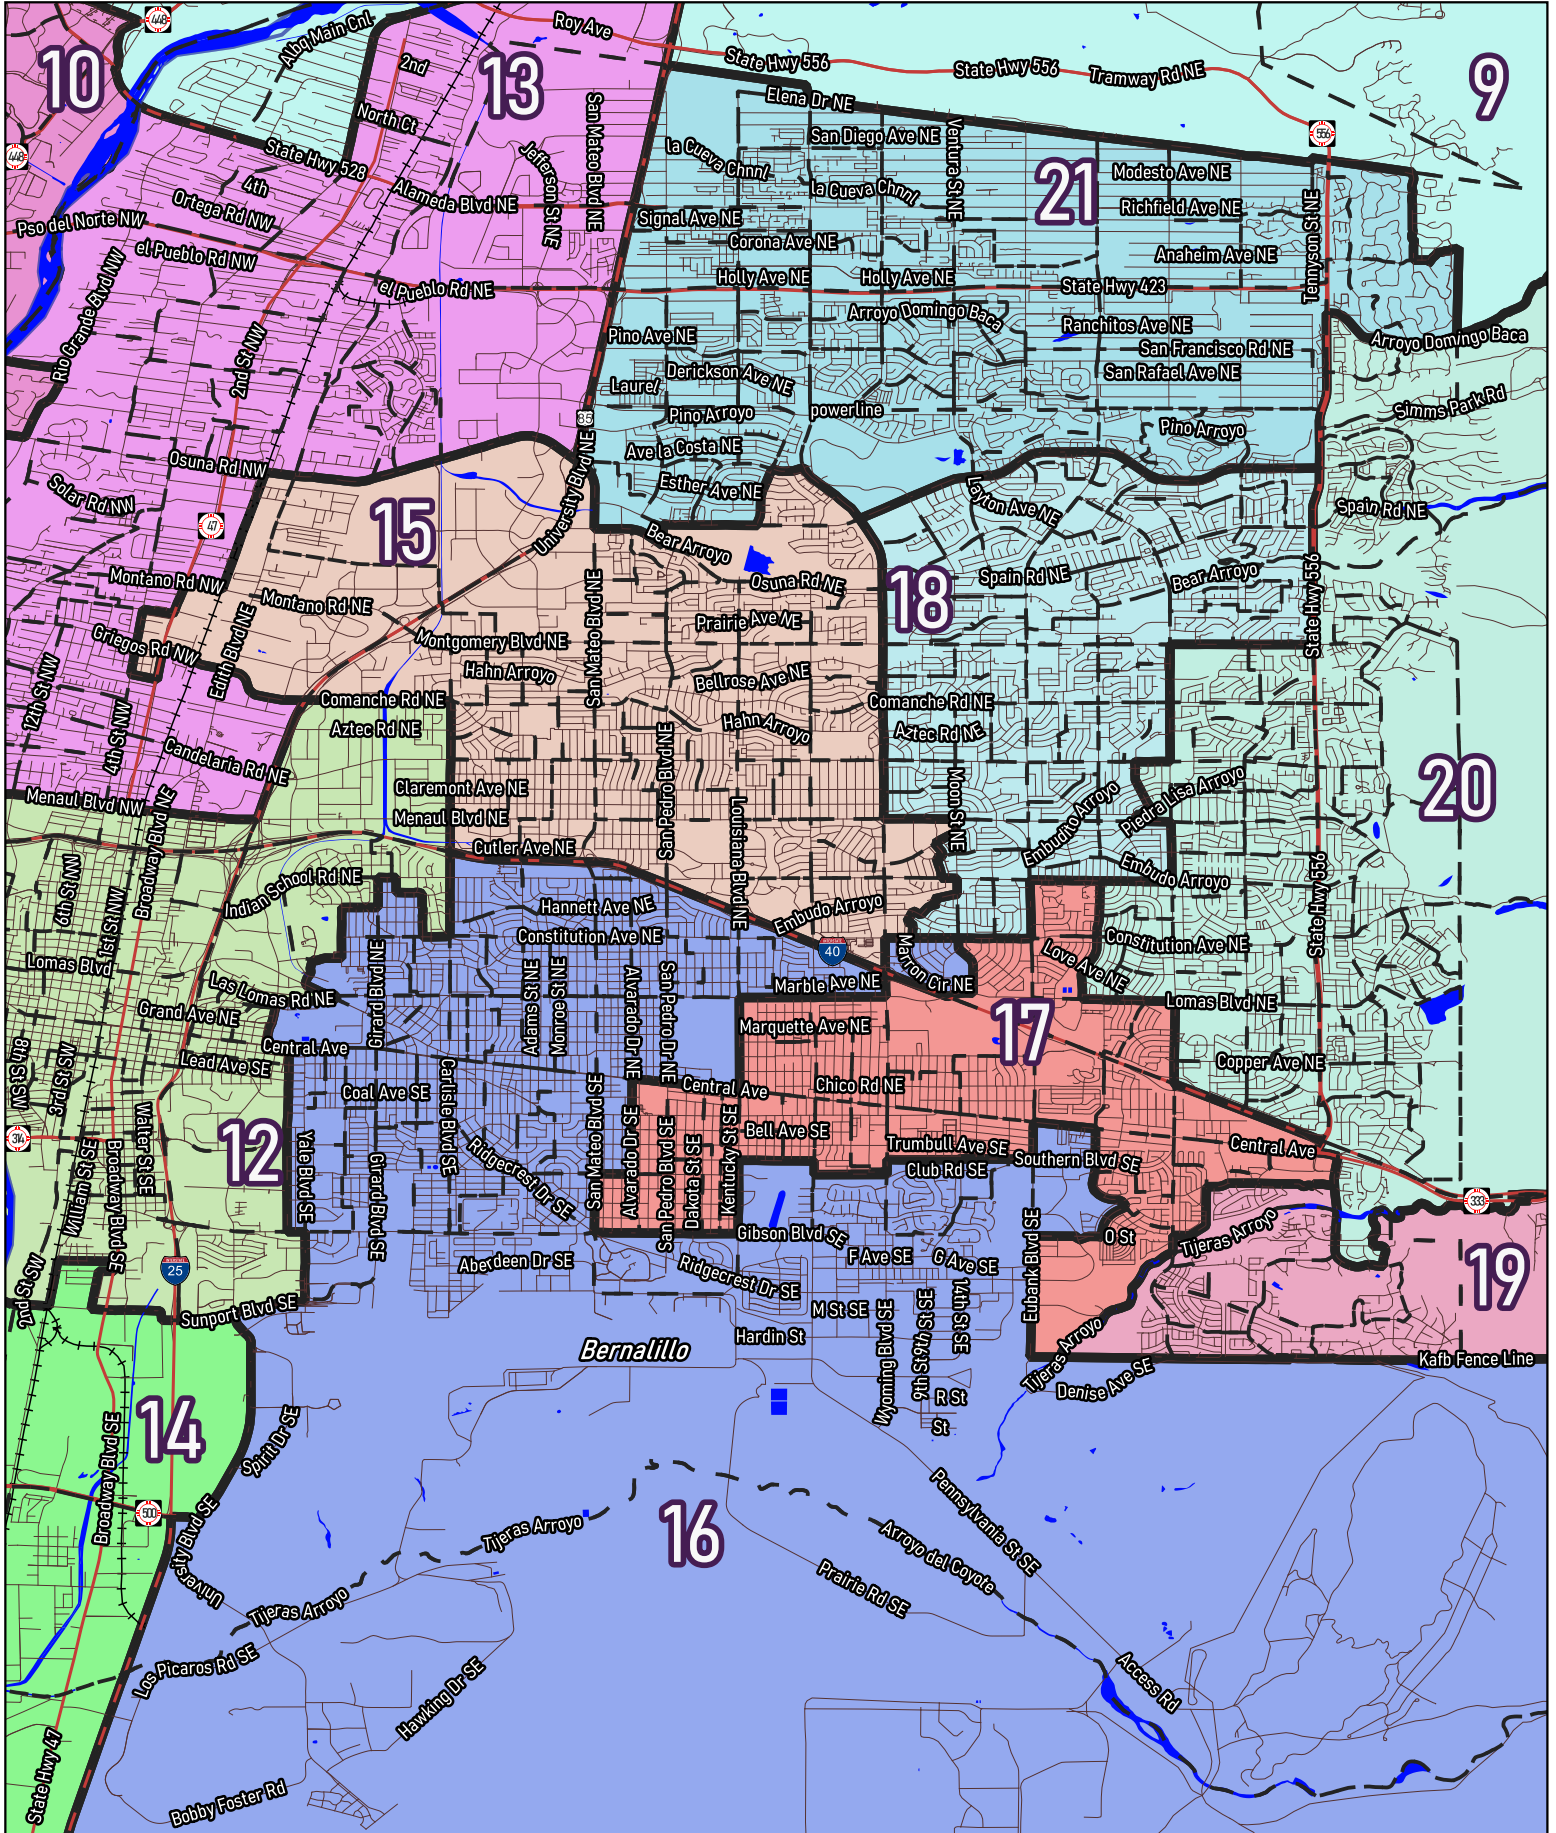 448
Albq Main Cnl
Roy Ave
10
2nd
13
State Hwy 556
State Hwy 556
Tramway Rd NE
9
Elena Dr NE
North Ct
San Mateo Blvd NE
556
448
State Hwy 528
Jefferson St NE
la Cueva Chnnl
San Diego Ave NE
Ventura St NE
21
Modesto Ave NE
4th
Alameda Blvd NE
la Cueva Chnnl
Ortega Rd NW
Richfield Ave NE
Pso del Norte NW
Signal Ave NE
Tennyson St NE
el Pueblo Rd NW
Corona Ave NE
Anaheim Ave NE
Holly Ave NE
Holly Ave NE
el Pueblo Rd NE
State Hwy 423
Rio Grande Blvd NW
Arroyo Domingo Baca
Ranchitos Ave NE
Pino Ave NE
Arroyo Domingo Baca
San Francisco Rd NE
2nd St NW
Derickson Ave NE
San Rafael Ave NE
Laurel
85
Pino Arroyo
powerline
Simms Park Rd
Pino Arroyo
Ave la Costa NE
Osuna Rd NW
Esther Ave NE
Soler Rd NW
Layton Ave NE
Spain Rd NE
47
15
University Blvd NE
Bear Arroyo
Montano Rd NW
Osuna Rd NE
18
Spain Rd NE
Bear Arroyo
State Hwy 556
Montano Rd NE
San Mateo Blvd NE
Prairie Ave NE
Griegos Rd NW
Edith Blvd NE
Montgomery Blvd NE
Hahn Arroyo
Bellrose Ave NE
12th St NW
Comanche Rd NE
Comanche Rd NE
Aztec Rd NE
Hahn Arroyo
Aztec Rd NE
4th St NW
Candelaria Rd NE
San Pedro Blvd NE
Claremont Ave NE
Moon St NE
Piedra Lisa Arroyo
20
Menaul Blvd NW
Menaul Blvd NE
Louisiana Blvd NE
Embudito Arroyo
Broadway Blvd NE
Cutler Ave NE
Embudo Arroyo
6th St NW
Indian School Rd NE
State Hwy 556
1st St NW
Hannett Ave NE
Embudo Arroyo
Constitution Ave NE
40
Morron Cir NE
Love Ave NE
Constitution Ave NE
Lomas Blvd
Girard Blvd NE
Adams St NE
Monroe St NE
Alvarado Dr NE
San Pedro Dr NE
Marble Ave NE
Las Lomas Rd NE
Lomas Blvd NE
Grand Ave NE
Marquette Ave NE
17
8th St SW
3rd St SW
Central Ave
Lead Ave SE
Copper Ave NE
Coal Ave SE
Carlisle Blvd SE
Central Ave
Chico Rd NE
314
Walter St SE
12
Yale Blvd SE
San Mateo Blvd SE
Alvarado Dr SE
Bell Ave SE
Trumbull Ave SE
Central Ave
William St SE
Broadway Blvd SE
Girard Blvd SE
Ridgecrest Dr SE
San Pedro Blvd SE
Dakota St SE
Kentucky St SE
Club Rd SE
Southern Blvd SE
333
Gibson Blvd SE
Eubank Blvd SE
O St
Tijeras Arroyo
2nd St SW
25
Aberdeen Dr SE
Ridgecrest Dr SE
F Ave SE
G Ave SE
19
Sunport Blvd SE
M St SE
Wyoming Blvd SE
9th St
9th St SE
14th St SE
Bernalillo
Hardin St
Tijeras Arroyo
Kafb Fence Line
Denise Ave SE
R St
St
14
Broadway Blvd SE
Spirit Dr SE
500
Pennsylvania St SE
University Blvd SE
Tijeras Arroyo
16
Arroyo del Coyote
Prairie Rd SE
Tijeras Arroyo
Los Picaros Rd SE
Access Rd
Hawking Dr SE
State Hwy 47
Bobby Foster Rd